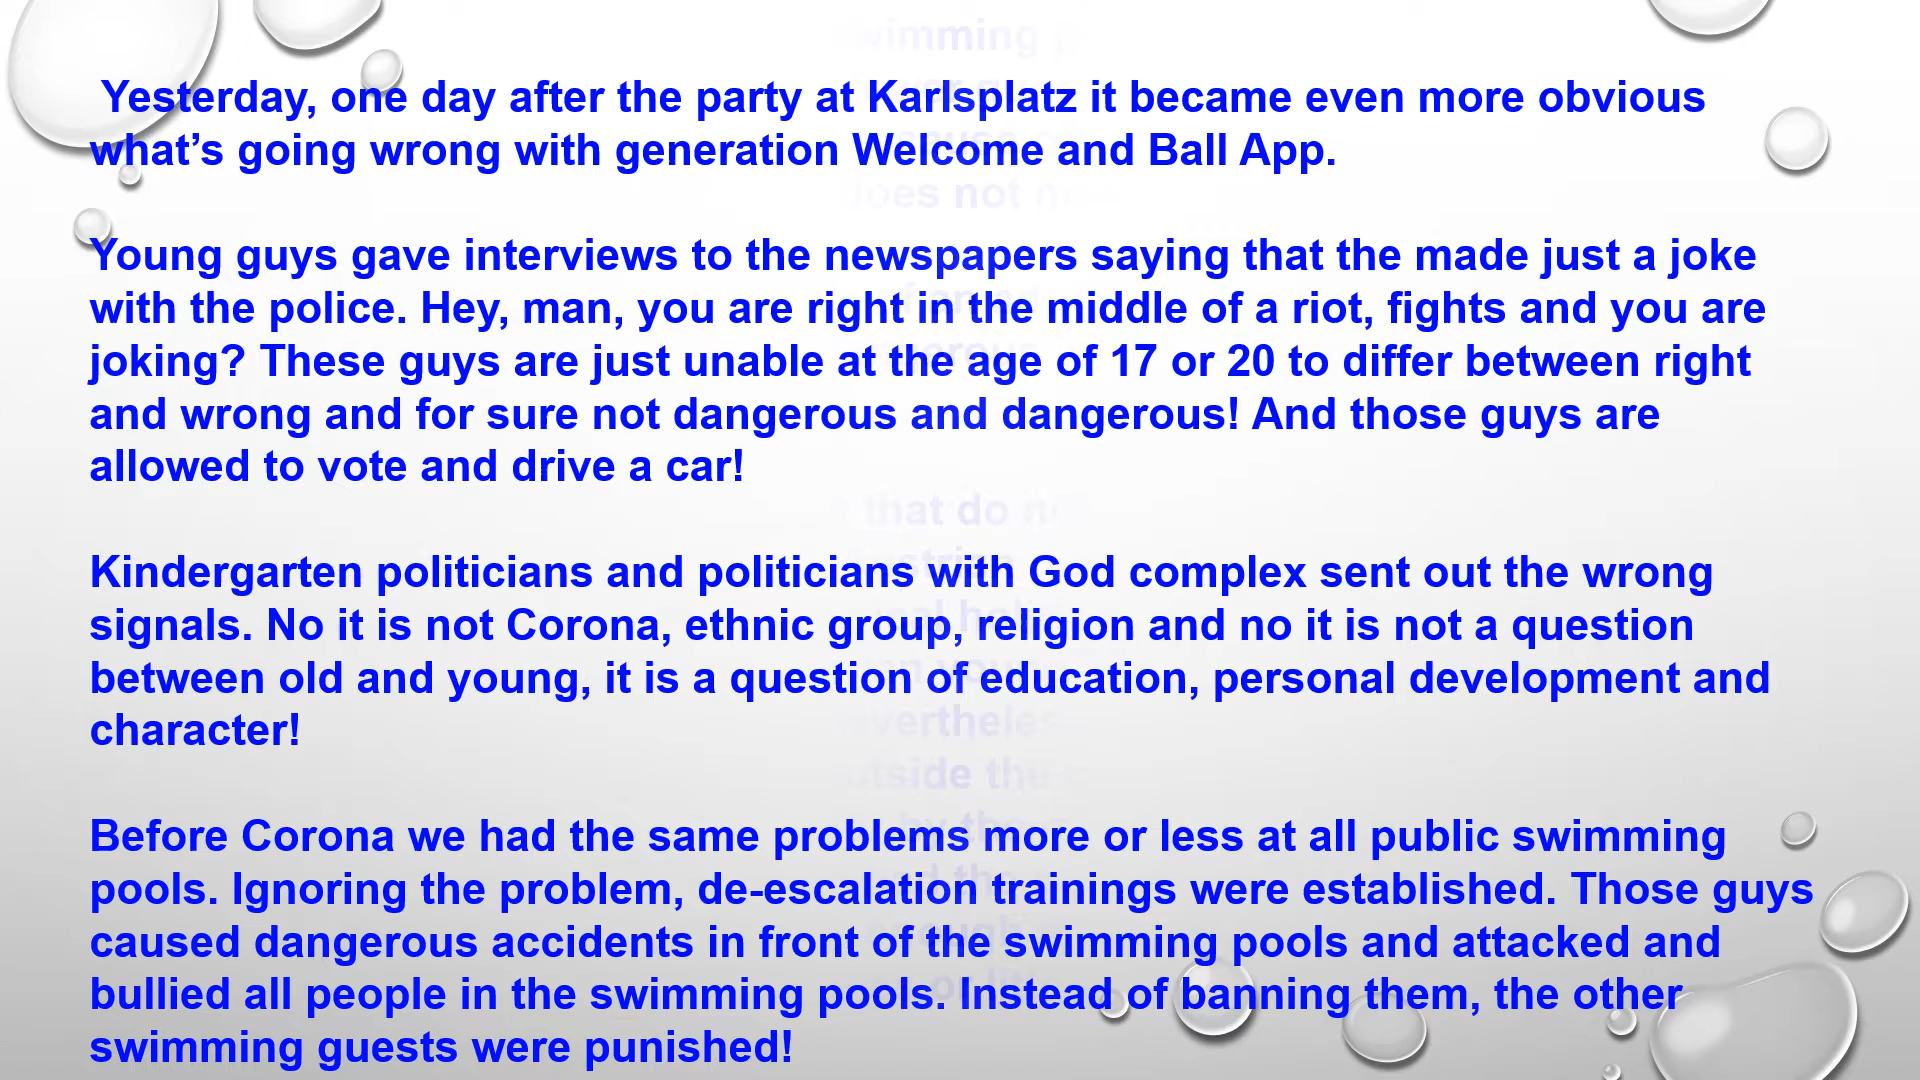 Yesterday, one day after the party at Karlsplatz it became even more obvious
what’s going wrong with generation Welcome and Ball App.
Young guys gave interviews to the newspapers saying that the made just a joke
with the police. Hey, man, you are right in the middle of a riot, fights and you are
joking? These guys are just unable at the age of 17 or 20 to differ between right
and wrong and for sure not dangerous and dangerous! And those guys are
allowed to vote and drive a car!
Kindergarten politicians and politicians with God complex sent out the wrong
signals. No it is not Corona, ethnic group, religion and no it is not a question
between old and young, it is a question of education, personal development and
character!
Before Corona we had the same problems more or less at all public swimming
pools. Ignoring the problem, de-escalation trainings were established. Those guys
caused dangerous accidents in front of the swimming pools and attacked and
bullied all people in the swimming pools. Instead of banning them, the other
swimming guests were punished!